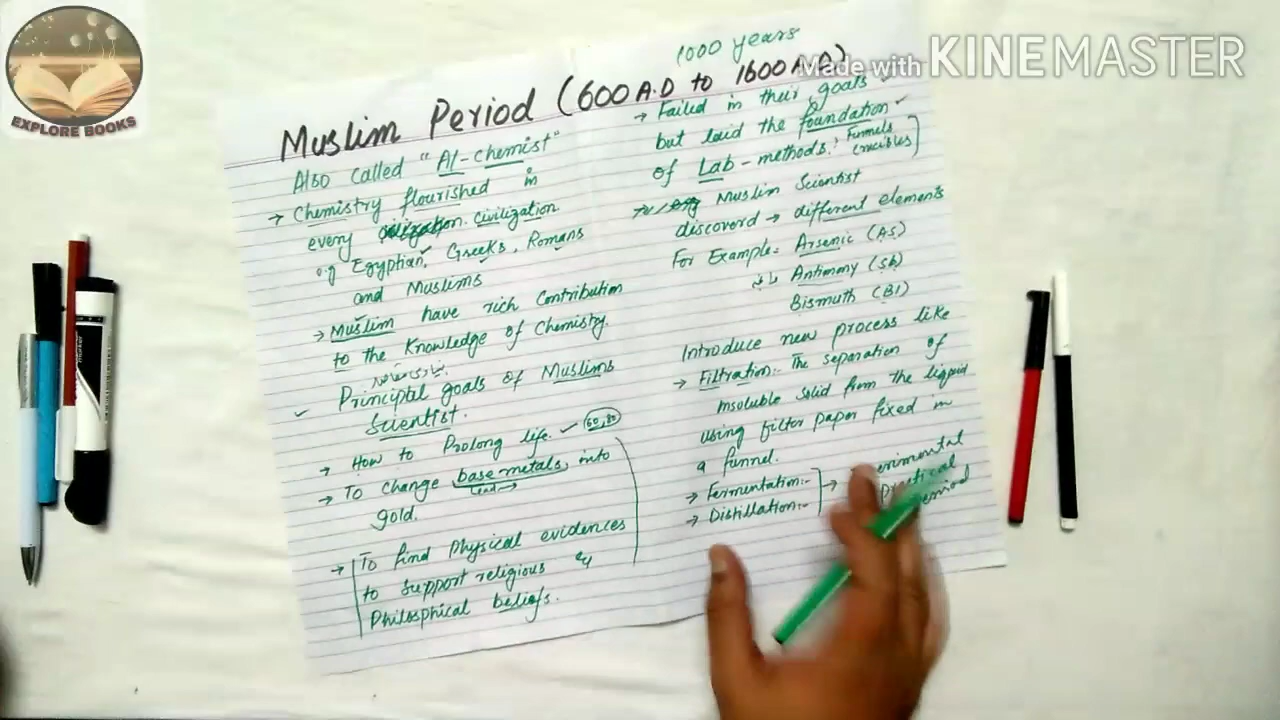 EXPLORE BOOKS
Made with KINEMASTER
1000 years
Muslim Period (600 A.D to 1600 A.D)
Also called "Al-chemist"
→ Chemistry flourished in
every civilization
e.g Egyptian, Greeks, Romans
and Muslims
→ Muslim have rich contribution
to the knowledge of Chemistry.
Principal goals of Muslims
Scientist.
→ How to Prolong life. (60,80)
→ To change base metals into
Lead →
gold.
→ To find Physical evidences
to support religious &
Philosphical beliefs.
→ Failed in their goals
but laid the foundation
of Lab-methods. Funnels
crucibles
Muslim Scientist
discoverd → different elements
For Example: Arsenic (AS)
Antimony (Sb)
Bismuth (BI)
Introduce new process like
→ Filtration:- The separation of
insoluble solid from the liquid
using filter paper fixed in
a funnel.
→ Fermentation:-
→ Distillation:-
→